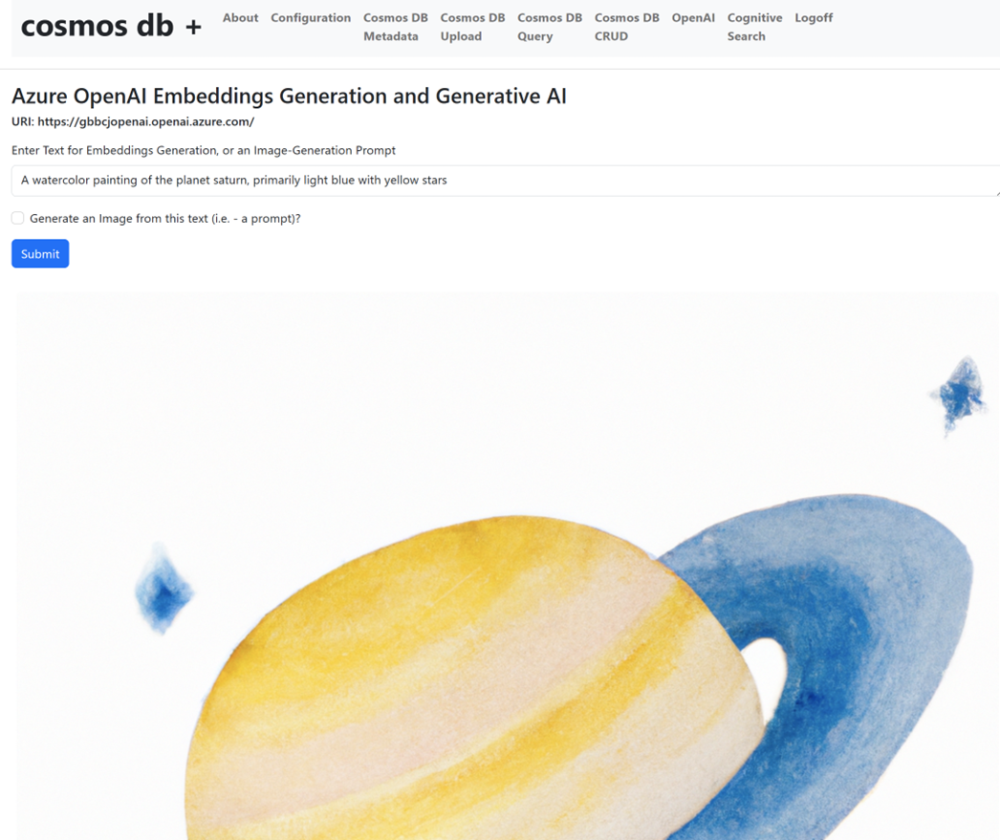 cosmos db +
About Configuration Cosmos DB Metadata Cosmos DB Upload Cosmos DB Query Cosmos DB CRUD OpenAI Cognitive Search Logoff
Azure OpenAI Embeddings Generation and Generative AI
URI: https://gbbcjopenai.openai.azure.com/
Enter Text for Embeddings Generation, or an Image-Generation Prompt
A watercolor painting of the planet saturn, primarily light blue with yellow stars
Generate an Image from this text (i.e. - a prompt)?
Submit